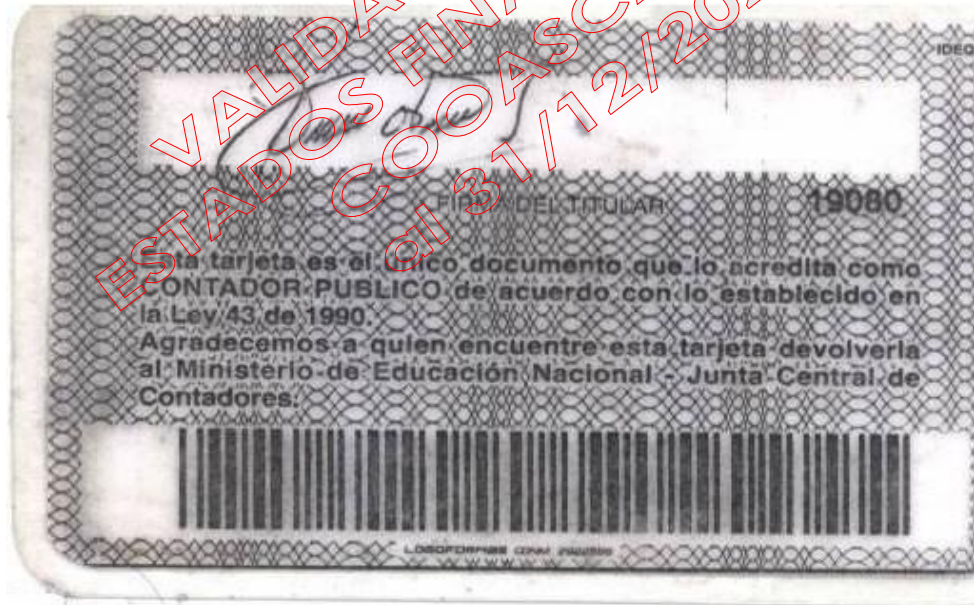 IDEO
VALIDA
ESTADOS FINA
COOASC
al 31/12/202
FIRMA DEL TITULAR
19080
Esta tarjeta es el único documento que lo acredita como
CONTADOR PUBLICO de acuerdo con lo establecido en
la Ley 43 de 1990.
Agradecemos a quien encuentre esta tarjeta devolverla
al Ministerio de Educación Nacional - Junta Central de
Contadores.
LOGOFORMAS